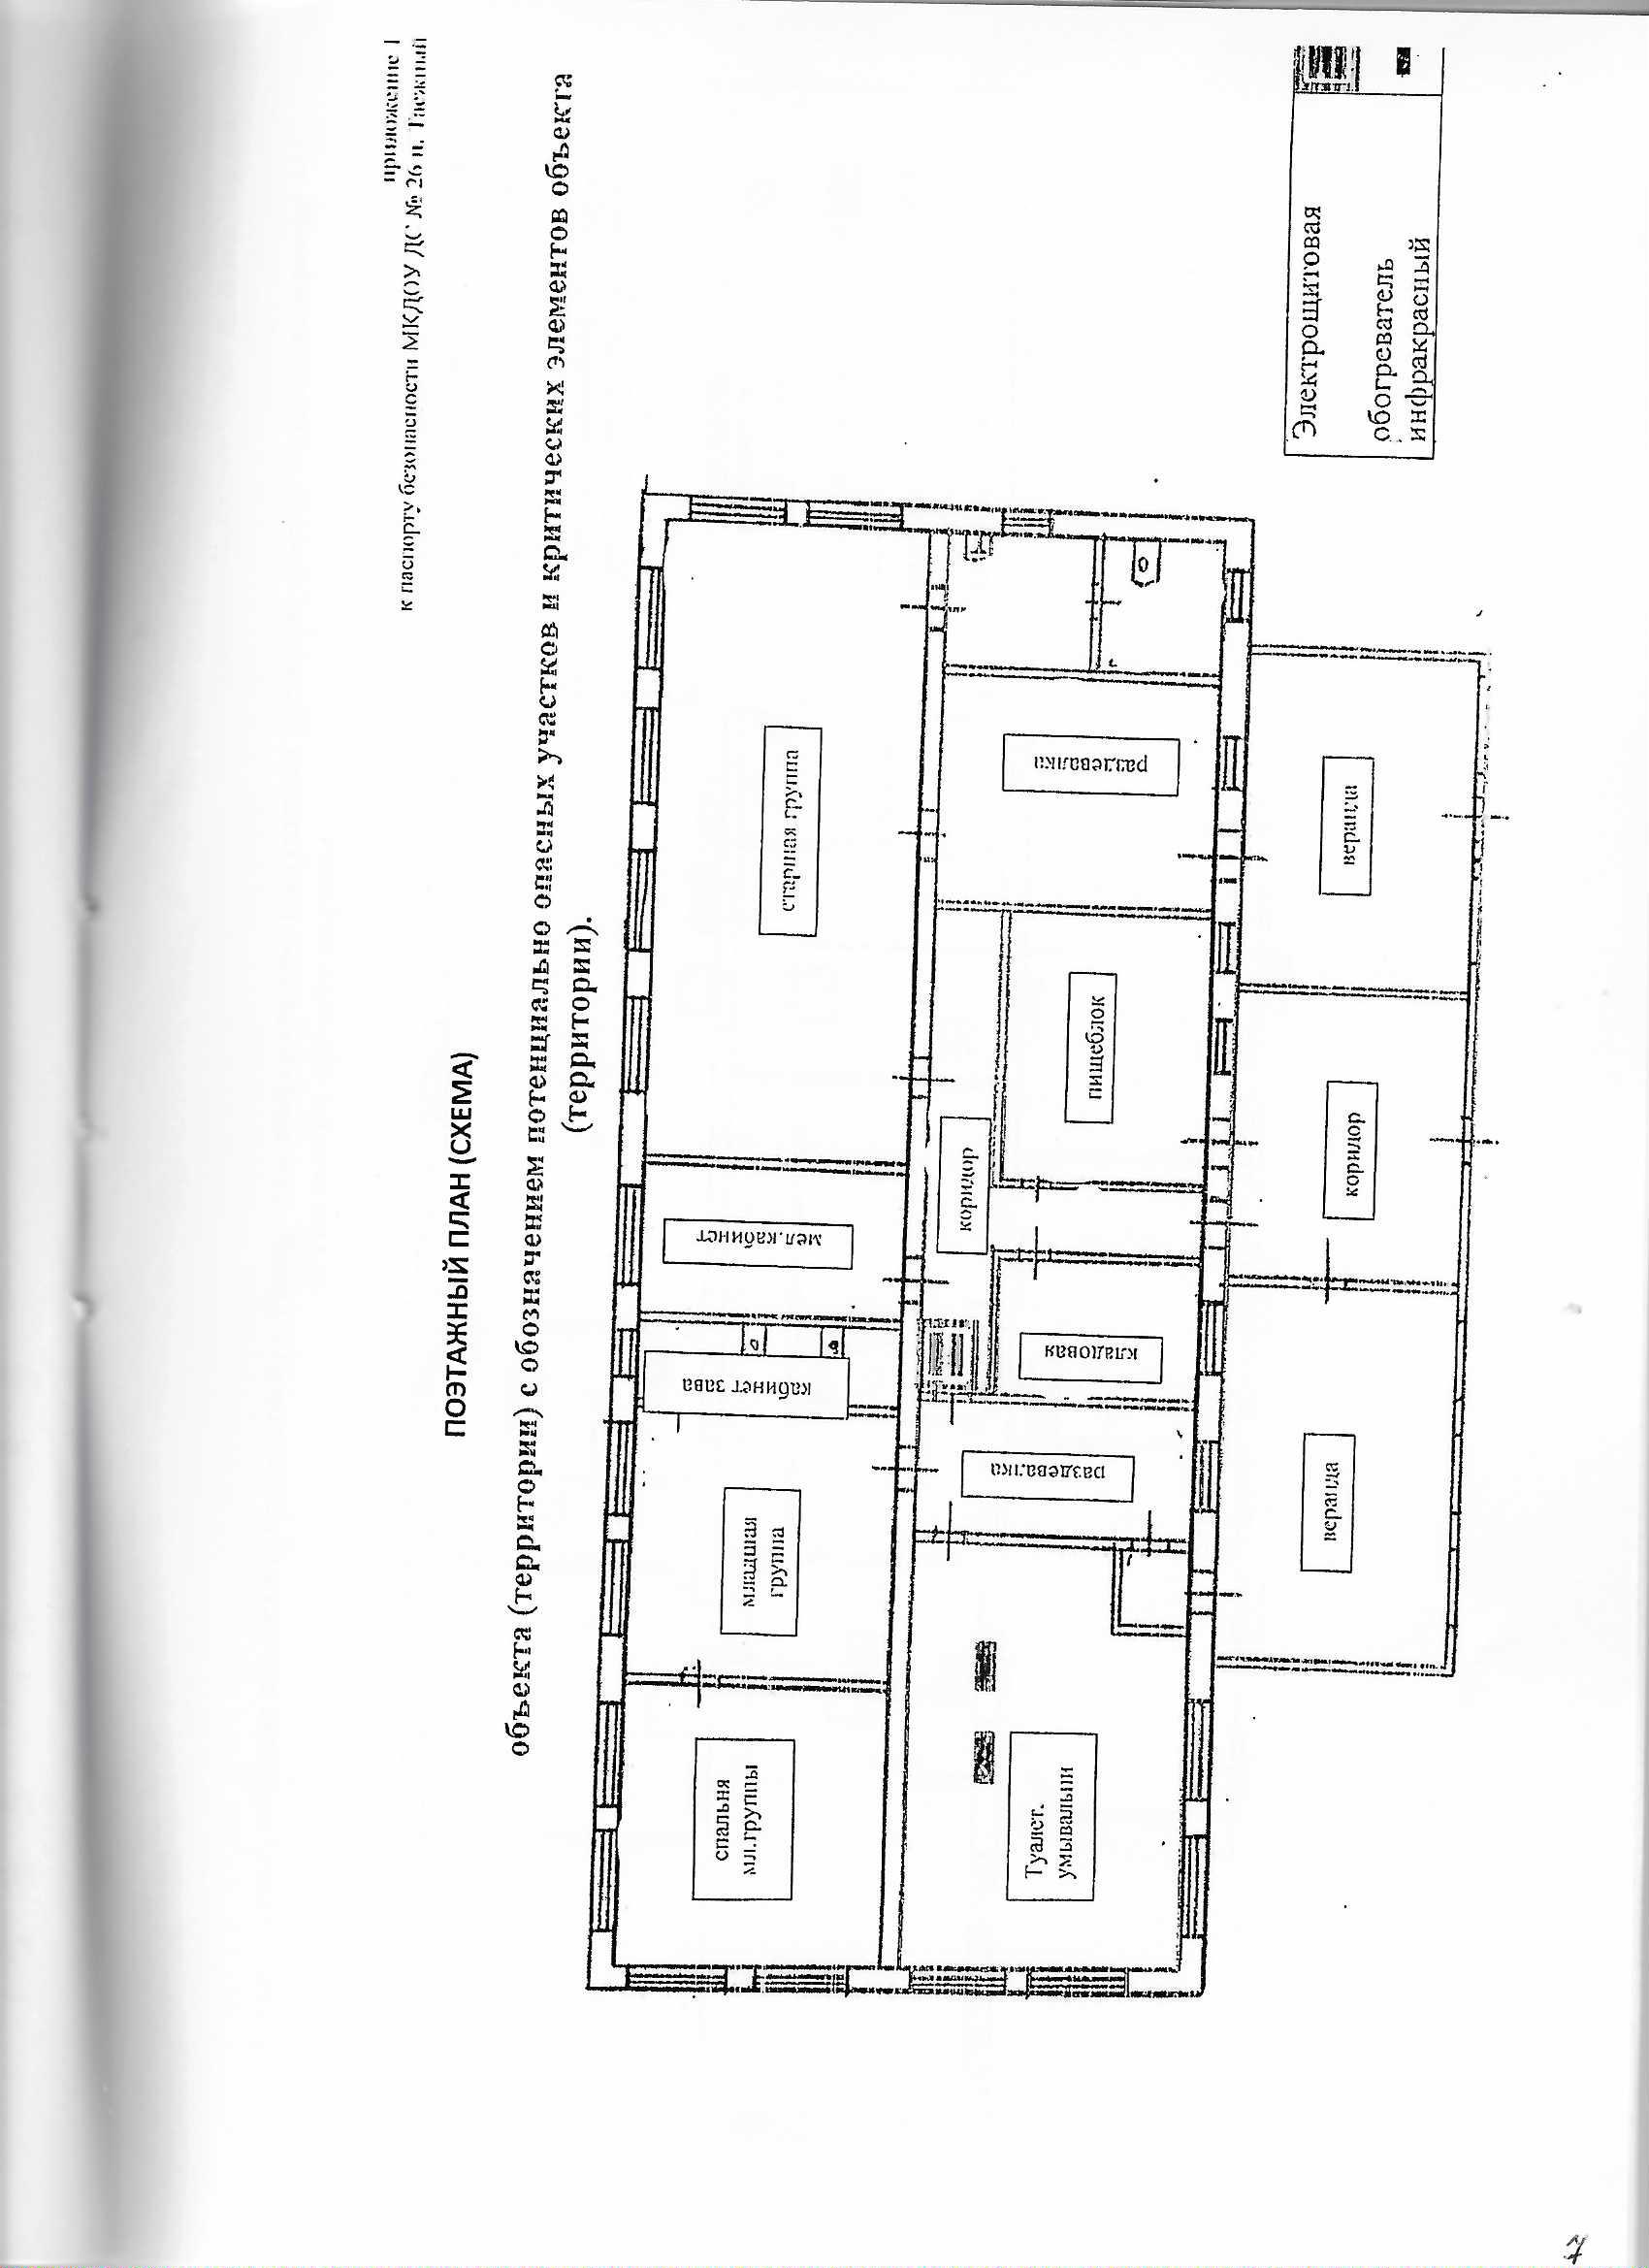 приложение 1
к паспорту безопасности МКДОУ ДС № 26 п. Таежный
ПОЭТАЖНЫЙ ПЛАН (СХЕМА)
объекта (территории) с обозначением потенциально опасных участков и критических элементов объекта
(территории).
спальня
мл.группы
младшая
группа
кабинет зава
мед.кабинет
старшая группа
Туалет.
умывальни
раздевалка
кладовая
коридор
пищеблок
раздевалка
веранда
коридор
веранда
Электрощитовая
обогреватель
инфракрасный
7